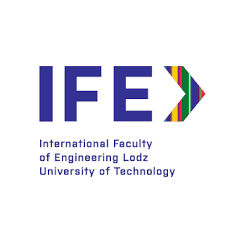 IFE
International Faculty
of Engineering Lodz
University of Technology